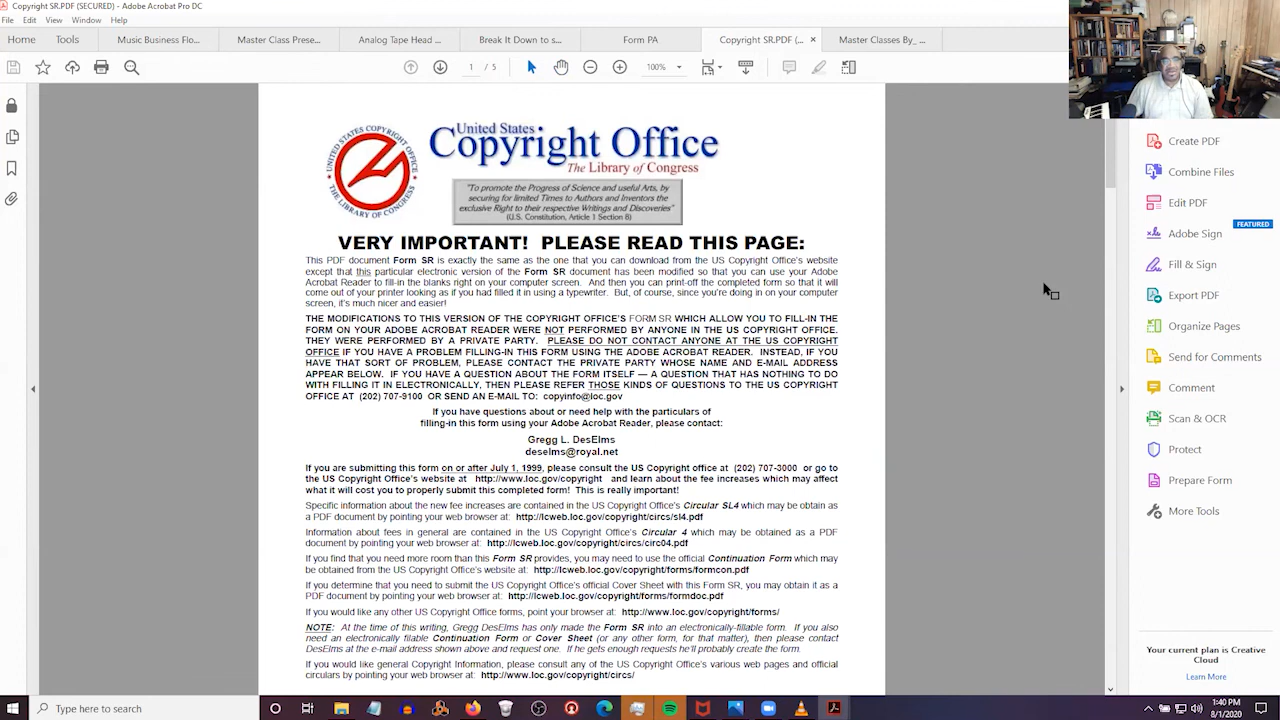 Copyright SR.PDF (SECURED) - Adobe Acrobat Pro DC
File Edit View Window Help
Home Tools Music Business Flo... Master Class Prese... Analog Tape Heat ... Break It Down to s... Form PA Copyright SR.PDF (... × Master Classes By_ ...
/ 5 100%
UNITED STATES COPYRIGHT OFFICE
THE LIBRARY OF CONGRESS
United States
Copyright Office
The Library of Congress
"To promote the Progress of Science and useful Arts, by
securing for limited Times to Authors and Inventors the
exclusive Right to their respective Writings and Discoveries"
(U.S. Constitution, Article 1 Section 8)
VERY IMPORTANT! PLEASE READ THIS PAGE:
This PDF document Form SR is exactly the same as the one that you can download from the US Copyright Office's website
except that this particular electronic version of the Form SR document has been modified so that you can use your Adobe
Acrobat Reader to fill-in the blanks right on your computer screen. And then you can print-off the completed form so that it will
come out of your printer looking as if you had filled it in using a typewriter. But, of course, since you're doing in on your computer
screen, it's much nicer and easier!
THE MODIFICATIONS TO THIS VERSION OF THE COPYRIGHT OFFICE'S FORM SR WHICH ALLOW YOU TO FILL-IN THE
FORM ON YOUR ADOBE ACROBAT READER WERE NOT PERFORMED BY ANYONE IN THE US COPYRIGHT OFFICE.
THEY WERE PERFORMED BY A PRIVATE PARTY. PLEASE DO NOT CONTACT ANYONE AT THE US COPYRIGHT
OFFICE IF YOU HAVE A PROBLEM FILLING-IN THIS FORM USING THE ADOBE ACROBAT READER. INSTEAD, IF YOU
HAVE THAT SORT OF PROBLEM, PLEASE CONTACT THE PRIVATE PARTY WHOSE NAME AND E-MAIL ADDRESS
APPEAR BELOW. IF YOU HAVE A QUESTION ABOUT THE FORM ITSELF — A QUESTION THAT HAS NOTHING TO DO
WITH FILLING IT IN ELECTRONICALLY, THEN PLEASE REFER THOSE KINDS OF QUESTIONS TO THE US COPYRIGHT
OFFICE AT (202) 707-9100 OR SEND AN E-MAIL TO: copyinfo@loc.gov
If you have questions about or need help with the particulars of
filling-in this form using your Adobe Acrobat Reader, please contact:
Gregg L. DesElms
deselms@royal.net
If you are submitting this form on or after July 1, 1999, please consult the US Copyright office at (202) 707-3000 or go to
the US Copyright Office's website at http://www.loc.gov/copyright and learn about the fee increases which may affect
what it will cost you to properly submit this completed form! This is really important!
Specific information about the new fee increases are contained in the US Copyright Office's Circular SL4 which may be obtain as
a PDF document by pointing your web browser at: http://lcweb.loc.gov/copyright/circs/sl4.pdf
Information about fees in general are contained in the US Copyright Office's Circular 4 which may be obtained as a PDF
document by pointing your web browser at: http://lcweb.loc.gov/copyright/circs/circ04.pdf
If you find that you need more room than this Form SR provides, you may need to use the official Continuation Form which may
be obtained from the US Copyright Office's website at: http://lcweb.loc.gov/copyright/forms/formcon.pdf
If you determine that you need to submit the US Copyright Office's official Cover Sheet with this Form SR, you may obtain it as a
PDF document by pointing your web browser at: http://lcweb.loc.gov/copyright/forms/formdoc.pdf
If you would like any other US Copyright Office forms, point your browser at: http://www.loc.gov/copyright/forms/
NOTE: At the time of this writing, Gregg DesElms has only made the Form SR into an electronically-fillable form. If you also
need an electronically filable Continuation Form or Cover Sheet (or any other form, for that matter), then please contact
DesElms at the e-mail address shown above and request one. If he gets enough requests he'll probably create the form.
If you would like general Copyright Information, please consult any of the US Copyright Office's various web pages and official
circulars by pointing your web browser at: http://www.loc.gov/copyright/circs/
Create PDF
Combine Files
Edit PDF
FEATURED
Adobe Sign
Fill & Sign
Export PDF
Organize Pages
Send for Comments
Comment
Scan & OCR
Protect
Prepare Form
More Tools
Your current plan is Creative
Cloud
Learn More
Type here to search
1:40 PM
8/1/2020